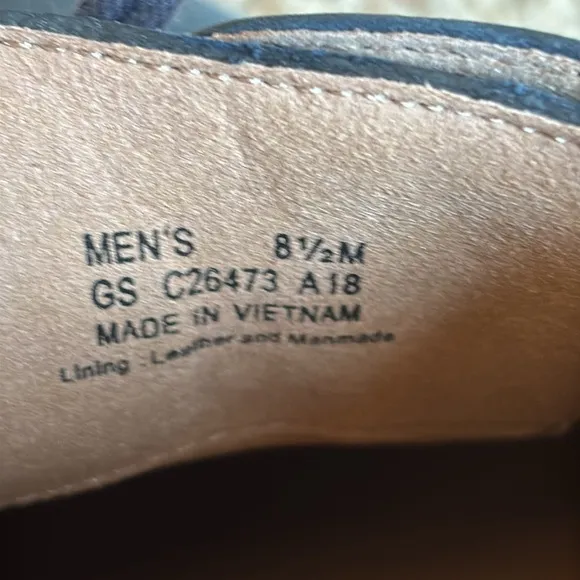 MEN'S 8½M
GS C26473 A18
MADE IN VIETNAM
Lining : Leather and Manmade